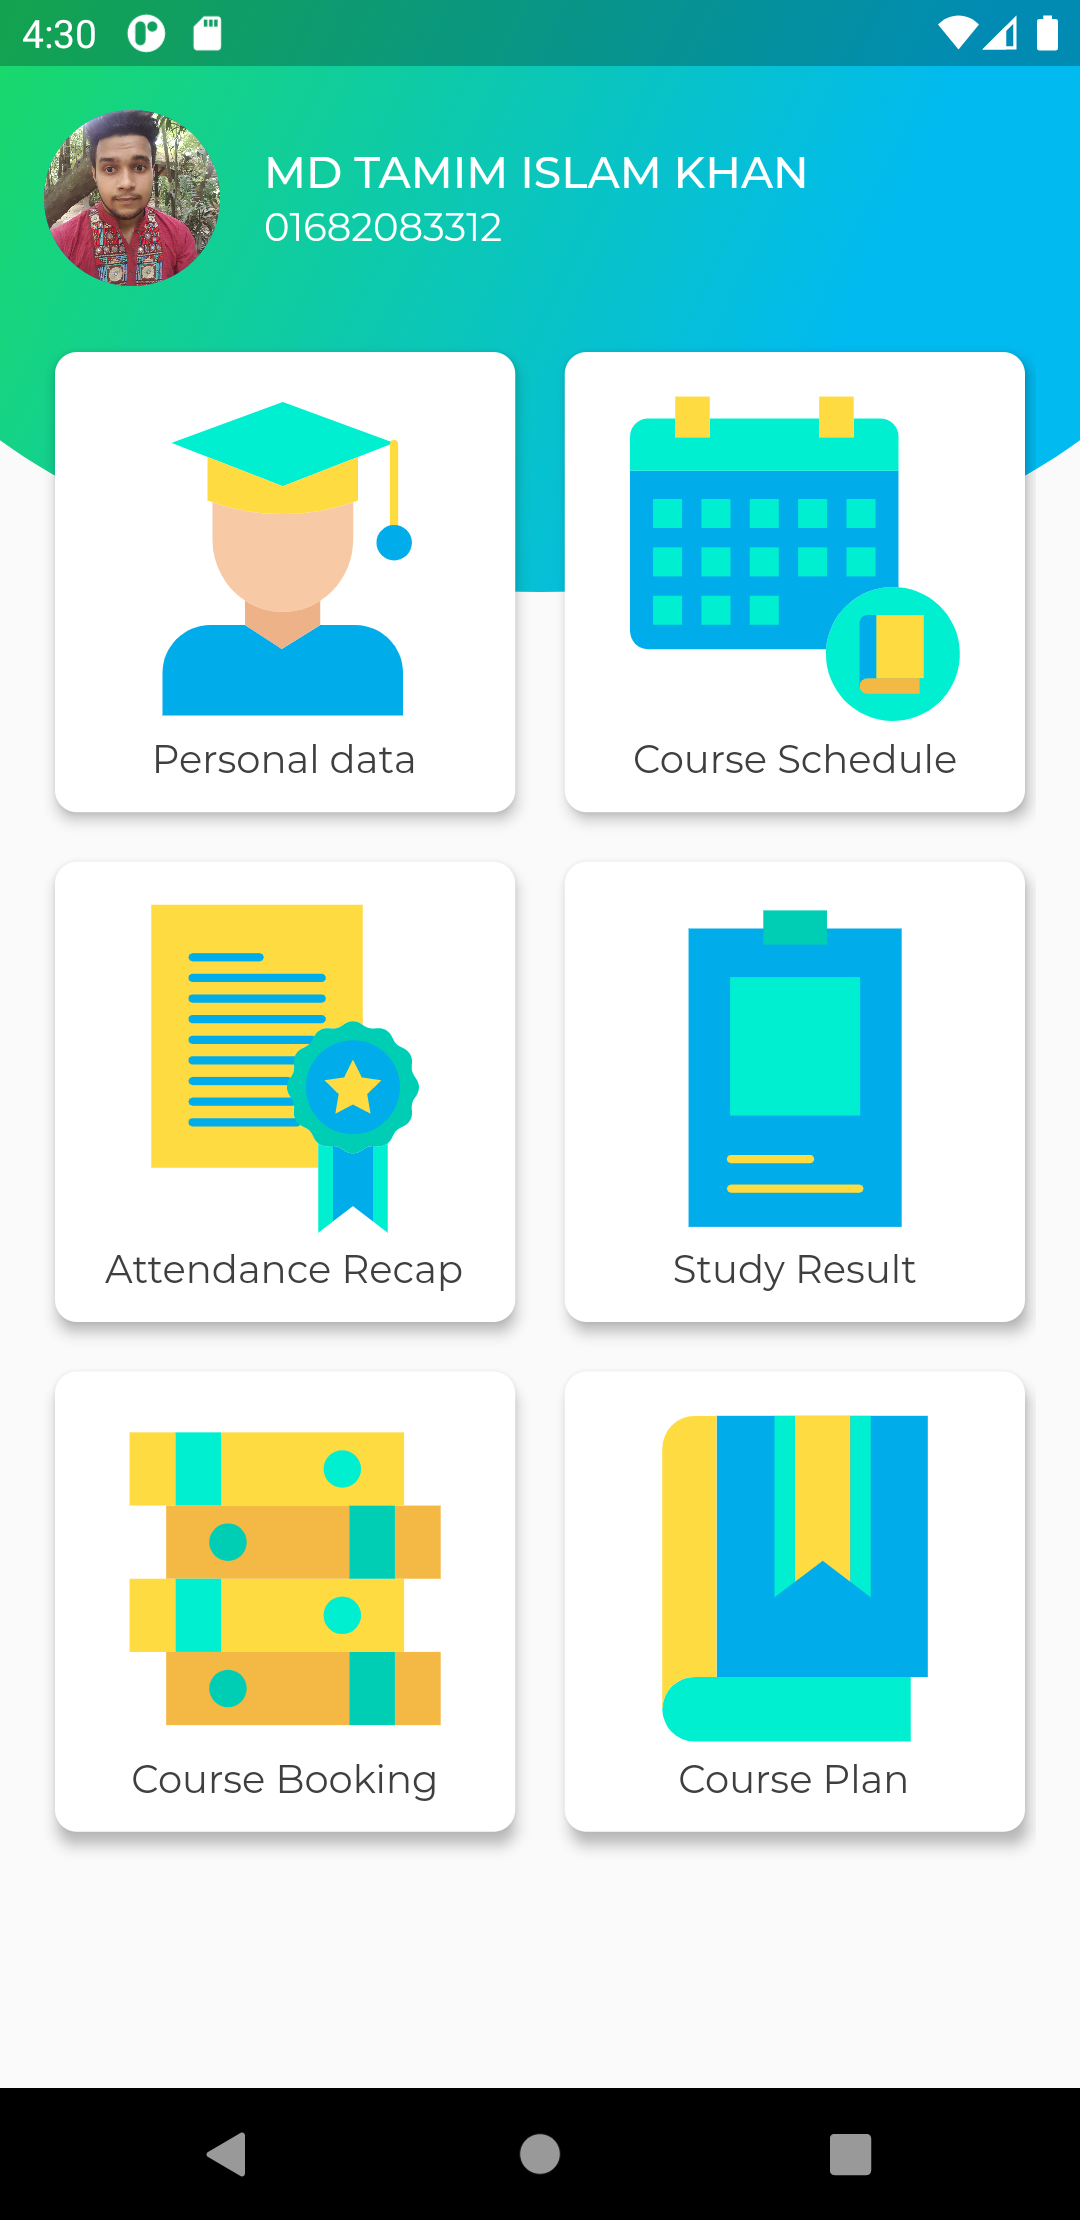 4:30
MD TAMIM ISLAM KHAN
01682083312
Personal data
Course Schedule
Attendance Recap
Study Result
Course Booking
Course Plan